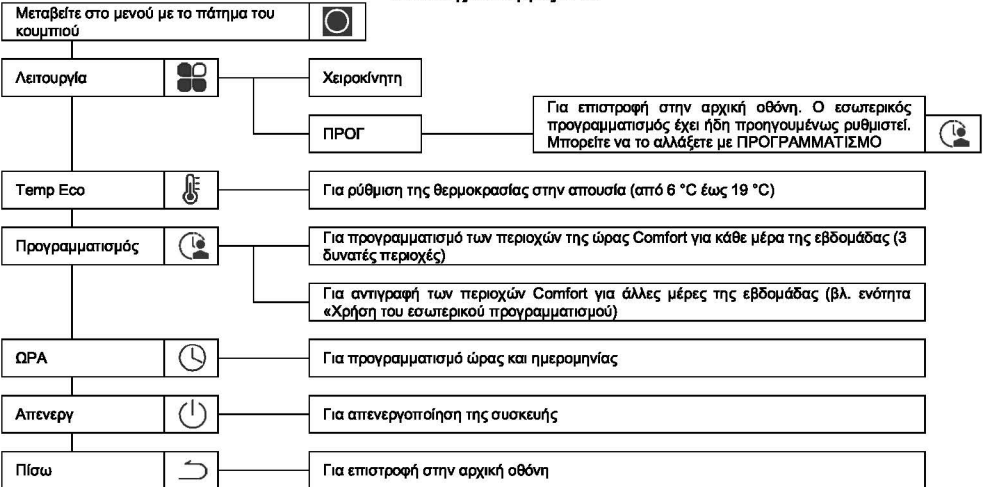 Μεταβείτε στο μενού με το πάτημα του
κουμπιού
Λειτουργία
Χειροκίνητη
ΠΡΟΓ
Για επιστροφή στην αρχική οθόνη. Ο εσωτερικός
προγραμματισμός έχει ήδη προηγουμένως ρυθμιστεί.
Μπορείτε να το αλλάξετε με ΠΡΟΓΡΑΜΜΑΤΙΣΜΟ
Temp Eco
Για ρύθμιση της θερμοκρασίας στην απουσία (από 6 °C έως 19 °C)
Προγραμματισμός
Για προγραμματισμό των περιοχών της ώρας Comfort για κάθε μέρα της εβδομάδας (3
δυνατές περιοχές)
Για αντιγραφή των περιοχών Comfort για άλλες μέρες της εβδομάδας (βλ. ενότητα
«Χρήση του εσωτερικού προγραμματισμού)
ΩΡΑ
Για προγραμματισμό ώρας και ημερομηνίας
Απενεργ
Για απενεργοποίηση της συσκευής
Πίσω
Για επιστροφή στην αρχική οθόνη